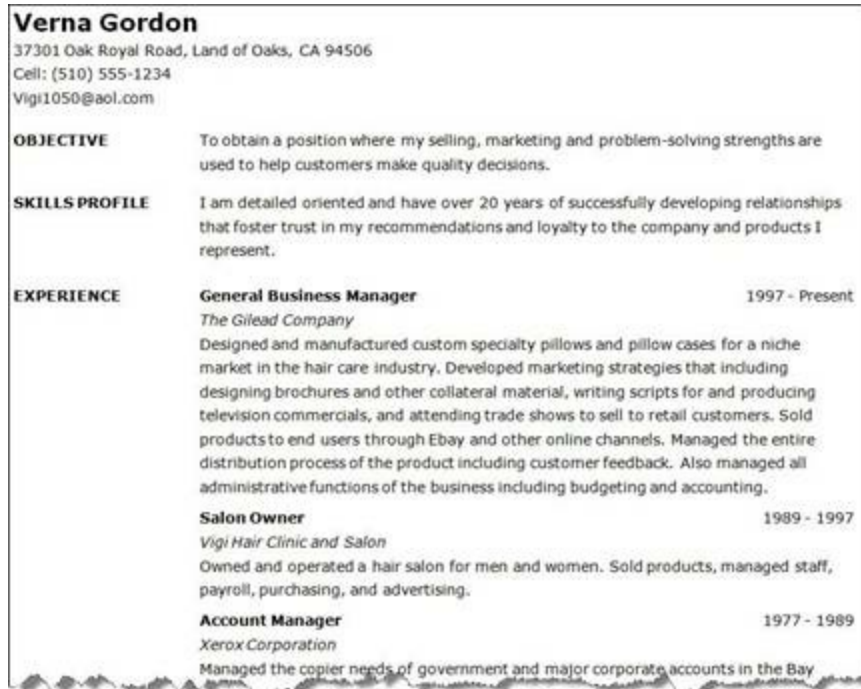 Verna Gordon
37301 Oak Royal Road, Land of Oaks, CA 94506
Cell: (510) 555-1234
Vigi1050@aol.com
OBJECTIVE To obtain a position where my selling, marketing and problem-solving strengths are
used to help customers make quality decisions.
SKILLS PROFILE I am detailed oriented and have over 20 years of successfully developing relationships
that foster trust in my recommendations and loyalty to the company and products I
represent.
EXPERIENCE General Business Manager 1997 - Present
The Gilead Company
Designed and manufactured custom specialty pillows and pillow cases for a niche
market in the hair care industry. Developed marketing strategies that including
designing brochures and other collateral material, writing scripts for and producing
television commercials, and attending trade shows to sell to retail customers. Sold
products to end users through Ebay and other online channels. Managed the entire
distribution process of the product including customer feedback. Also managed all
administrative functions of the business including budgeting and accounting.
Salon Owner 1989 - 1997
Vigi Hair Clinic and Salon
Owned and operated a hair salon for men and women. Sold products, managed staff,
payroll, purchasing, and advertising.
Account Manager 1977 - 1989
Xerox Corporation
Managed the copier needs of government and major corporate accounts in the Bay